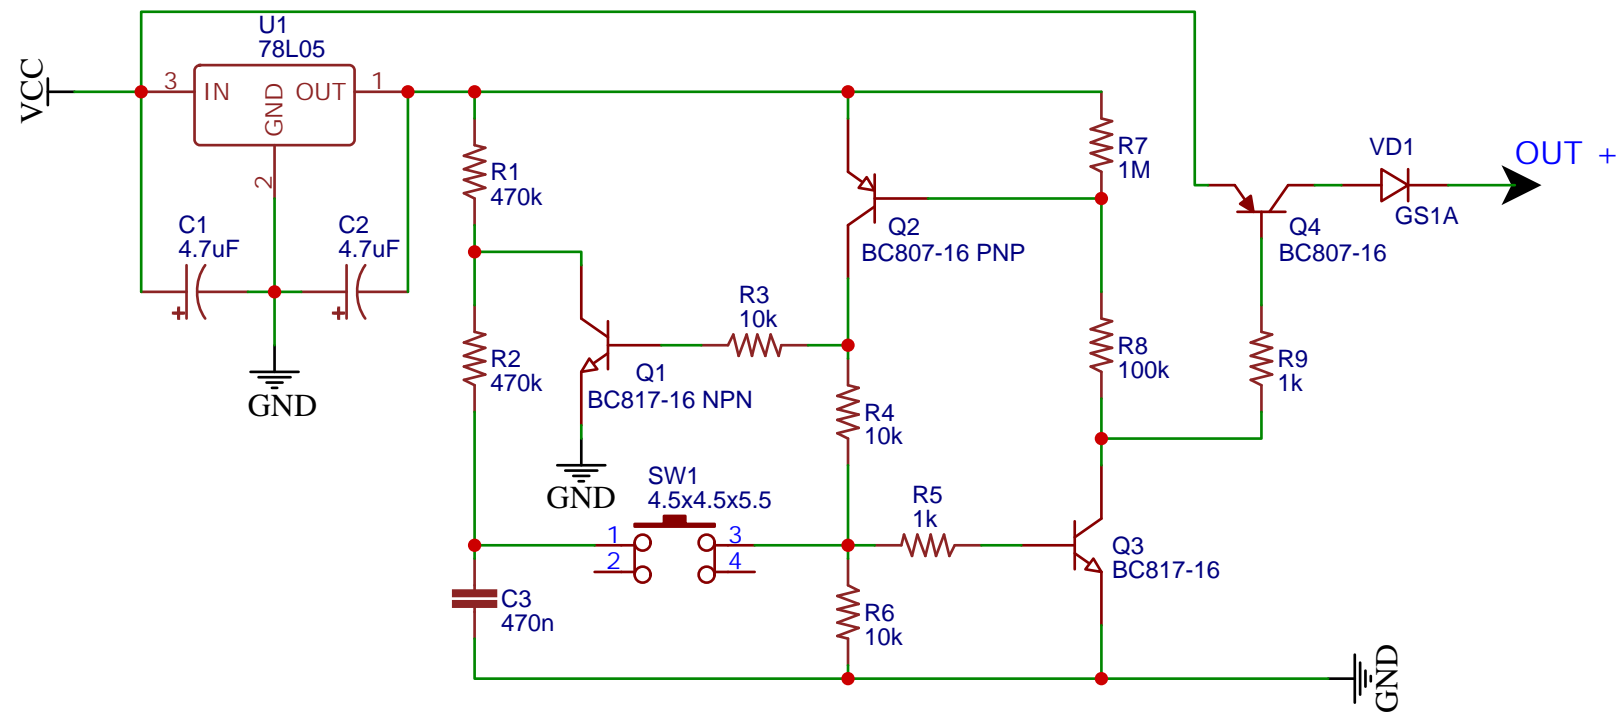 U1
78L05
VCC
3
IN
GND
OUT
1
2
C1
4.7uF
C2
4.7uF
+
+
GND
R1
470k
R2
470k
Q1
BC817-16 NPN
GND
R3
10k
Q2
BC807-16 PNP
R4
10k
SW1
4.5x4.5x5.5
1
2
3
4
C3
470n
R5
1k
R6
10k
R7
1M
R8
100k
Q3
BC817-16
R9
1k
Q4
BC807-16
VD1
GS1A
OUT +
GND